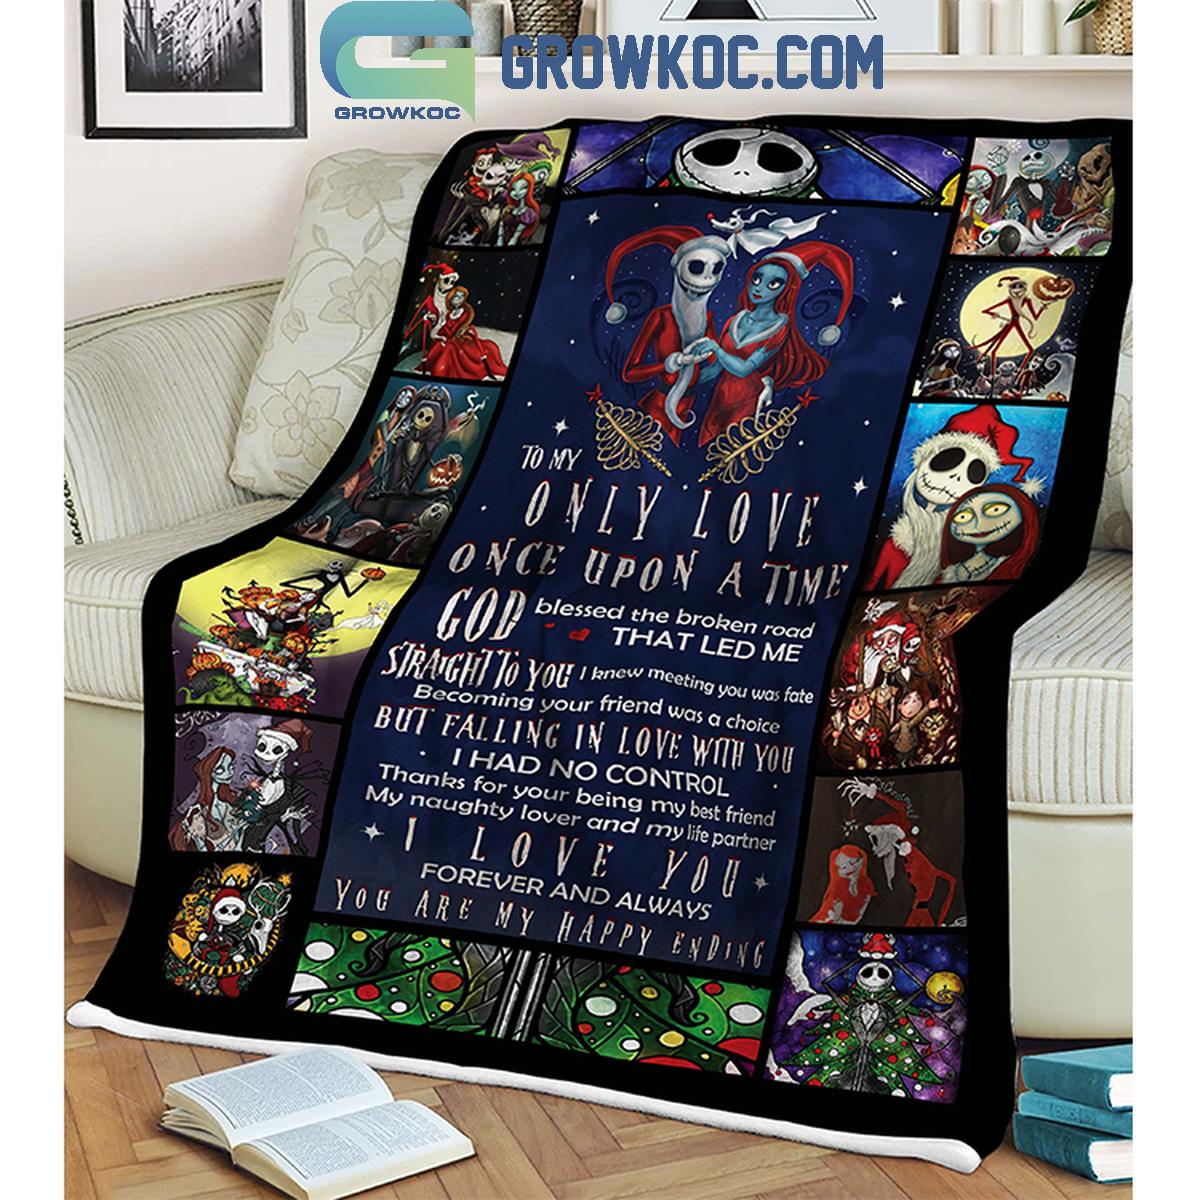 GROWKOC
GROWKOC.COM
TO MY
ONLY LOVE
ONCE UPON A TIME
GOD blessed the broken road
THAT LED ME
STRAIGHT TO YOU I knew meeting you was fate
Becoming your friend was a choice
BUT FALLING IN LOVE WITH YOU
I HAD NO CONTROL
Thanks for your being my best friend
My naughty lover and my life partner
I LOVE YOU
FOREVER AND ALWAYS
YOU ARE MY HAPPY ENDING